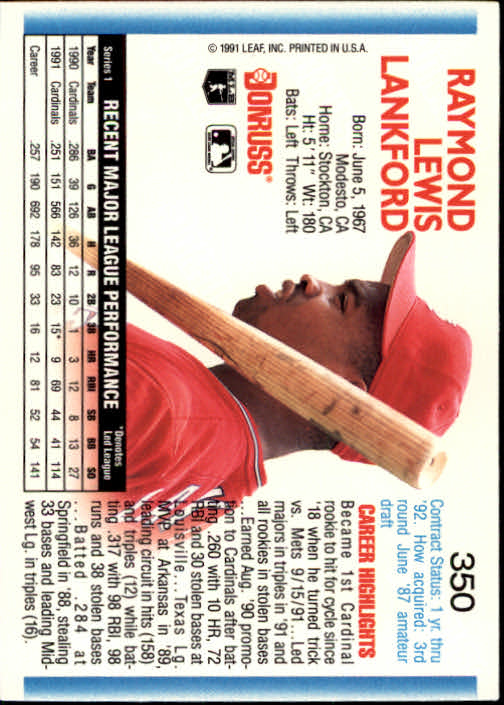 350
RAYMOND
LEWIS
LANKFORD
Born: June 5, 1967
Modesto, CA
Home: Stockton, CA
Ht: 5' 11" Wt: 180
Bats: Left Throws: Left
DONRUSS®
© 1991 LEAF, INC. PRINTED IN U.S.A.
Contract Status: 1 yr. thru
'92. How acquired: 3rd
round June '87 amateur
draft
CAREER HIGHLIGHTS
Became 1st Cardinal
rookie to hit for cycle since
'18 when he turned trick
vs. Mets 9/15/91...Led
majors in triples in '91 and
all rookies in stolen bases
...Earned Aug. '90 promo-
tion to Cardinals after bat-
ting .260 with 10 HR, 72
RBI and 30 stolen bases at
Louisville...Texas Lg.
MVP at Arkansas in '89,
leading circuit in hits (158)
and triples (12) while bat-
ting .317 with 98 RBI, 98
runs and 38 stolen bases
...Batted .284 at
Springfield in '88, stealing
33 bases and leading Mid-
west Lg. in triples (16).
Series 1 RECENT MAJOR LEAGUE PERFORMANCE *Denotes
Led League
Year Team BA G AB H R 2B 3B HR RBI SB BB SO
1990 Cardinals .286 39 126 36 12 10 1 3 12 8 13 27
1991 Cardinals .251 151 566 142 83 23 15* 9 69 44 41 114
Career .257 190 692 178 95 33 16 12 81 52 54 141